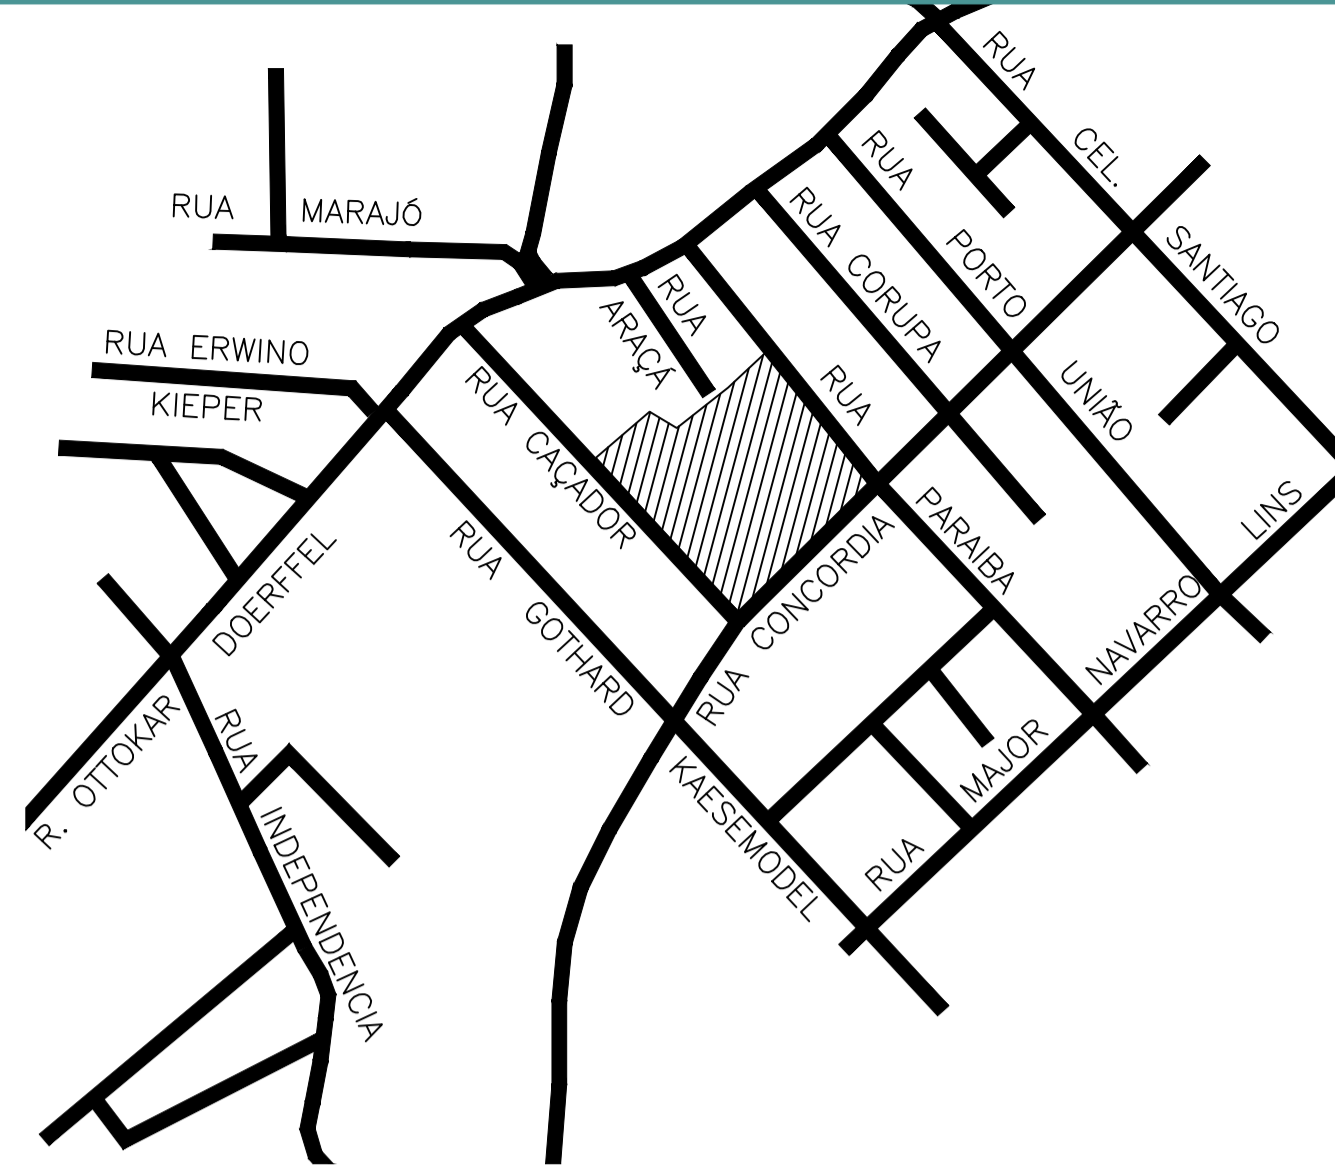 RUA MARAJÓ
RUA ERWINO
KIEPER
RUA
ARAÇÁ
RUA CAÇADOR
RUA CORUPA
RUA PORTO UNIÃO
RUA CEL. SANTIAGO
RUA PARAIBA
RUA CONCORDIA
RUA GOTHARD KAESEMODEL
RUA MAJOR NAVARRO LINS
R. OTTOKAR DOERFFEL
RUA INDEPENDENCIA